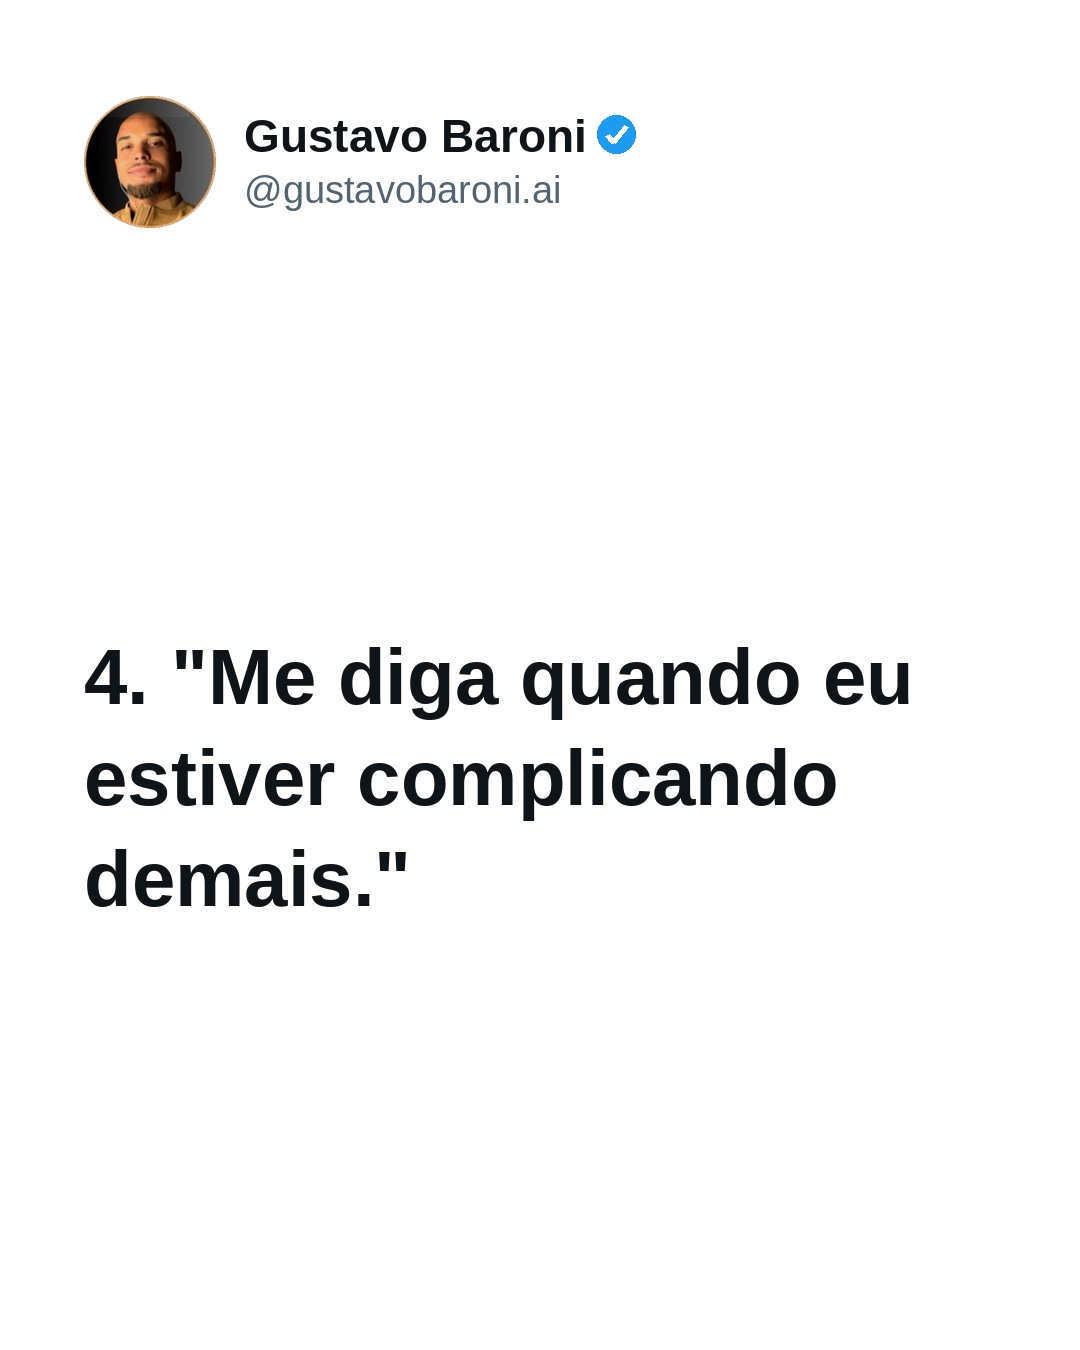 Gustavo Baroni
@gustavobaroni.ai
4. "Me diga quando eu
estiver complicando
demais."